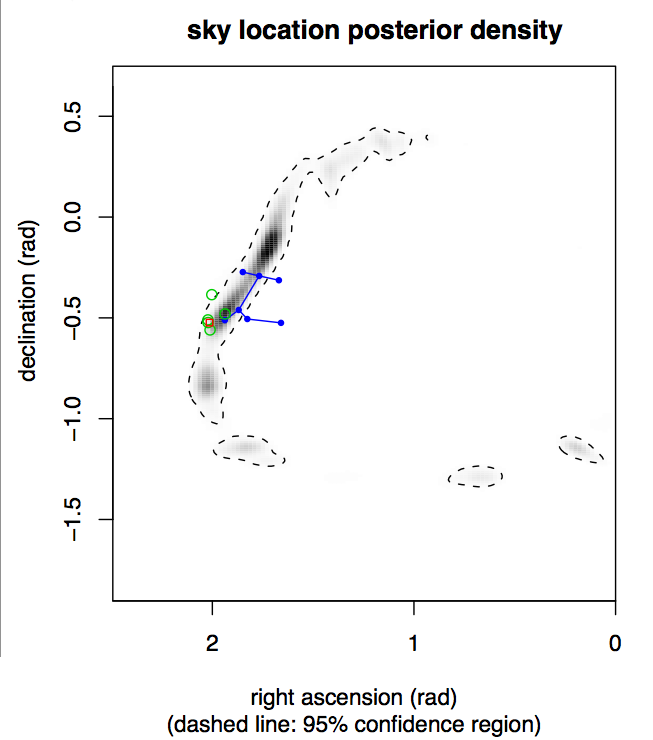 sky location posterior density
declination (rad)
0.5
0.0
−0.5
−1.0
−1.5
2
1
0
right ascension (rad)
(dashed line: 95% confidence region)